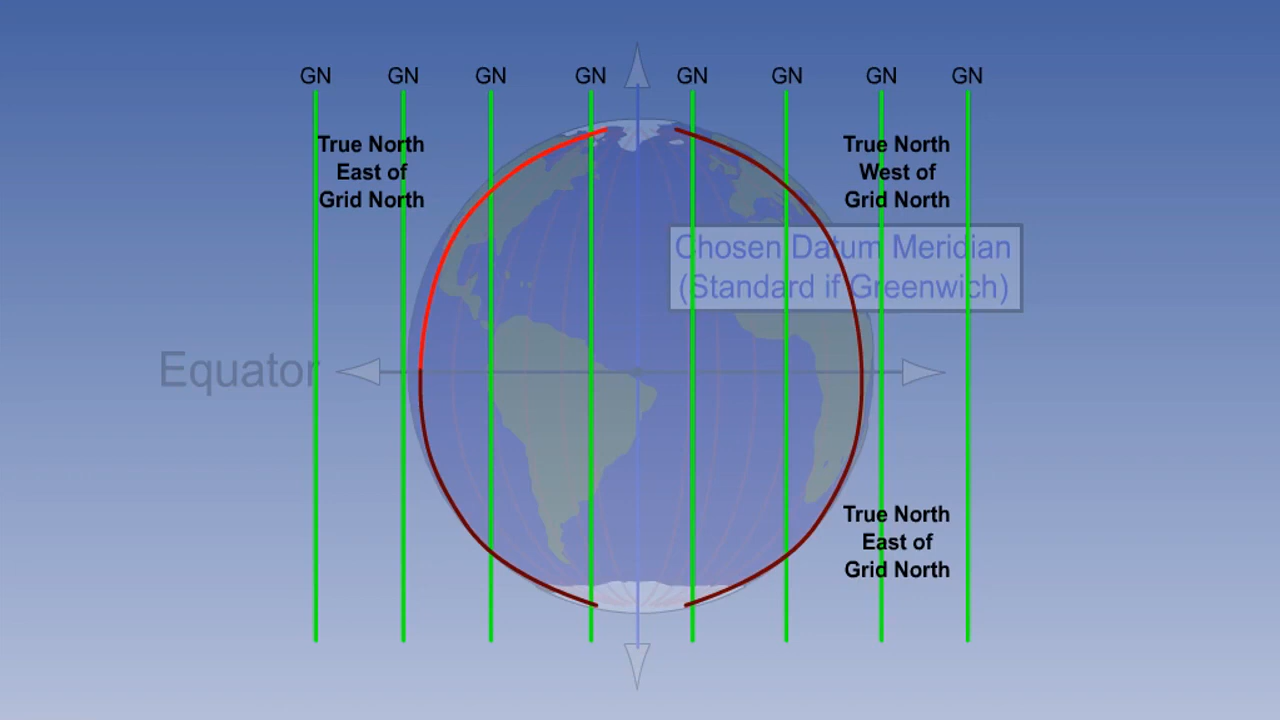 GN GN GN GN GN GN GN GN
True North
East of
Grid North
True North
West of
Grid North
Chosen Datum Meridian
(Standard if Greenwich)
Equator
True North
East of
Grid North